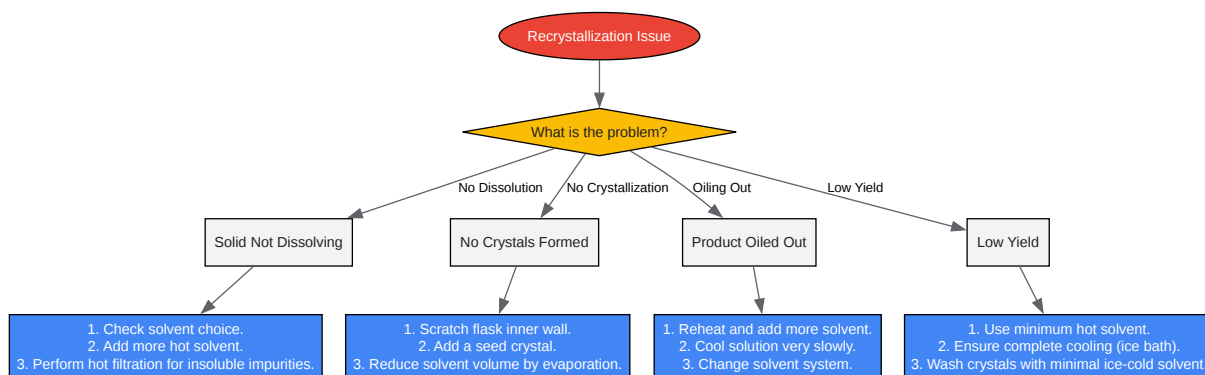 Recrystallization Issue
What is the problem?
No Dissolution
No Crystallization
Oiling Out
Low Yield
Solid Not Dissolving
No Crystals Formed
Product Oiled Out
Low Yield
1. Check solvent choice.
2. Add more hot solvent.
3. Perform hot filtration for insoluble impurities.
1. Scratch flask inner wall.
2. Add a seed crystal.
3. Reduce solvent volume by evaporation.
1. Reheat and add more solvent.
2. Cool solution very slowly.
3. Change solvent system.
1. Use minimum hot solvent.
2. Ensure complete cooling (ice bath).
3. Wash crystals with minimal ice-cold solvent.